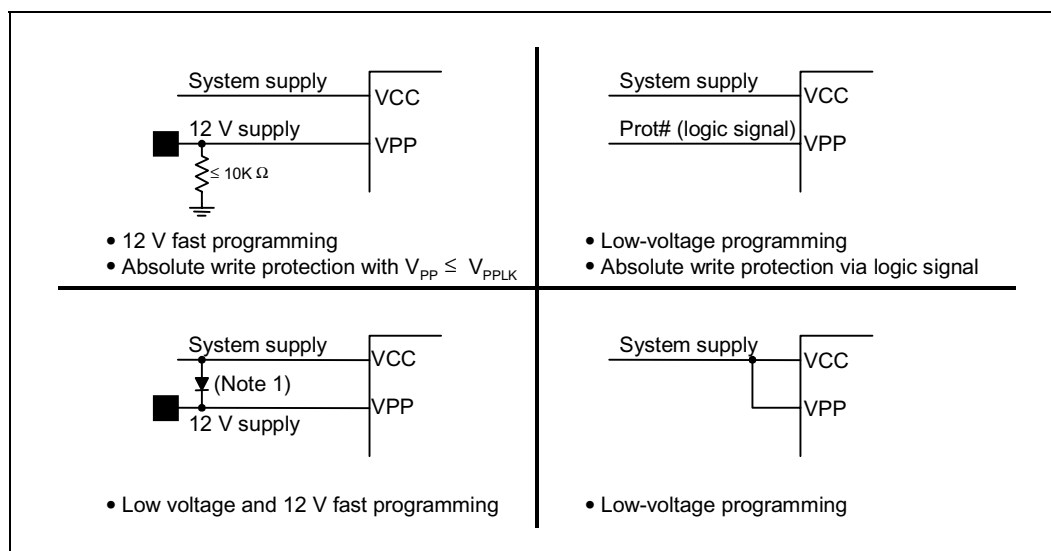 System supply
VCC
12 V supply
VPP
≤ 10K Ω
• 12 V fast programming
• Absolute write protection with VPP ≤ VPPLK
System supply
VCC
Prot# (logic signal)
VPP
• Low-voltage programming
• Absolute write protection via logic signal
System supply
VCC
(Note 1)
VPP
12 V supply
• Low voltage and 12 V fast programming
System supply
VCC
VPP
• Low-voltage programming